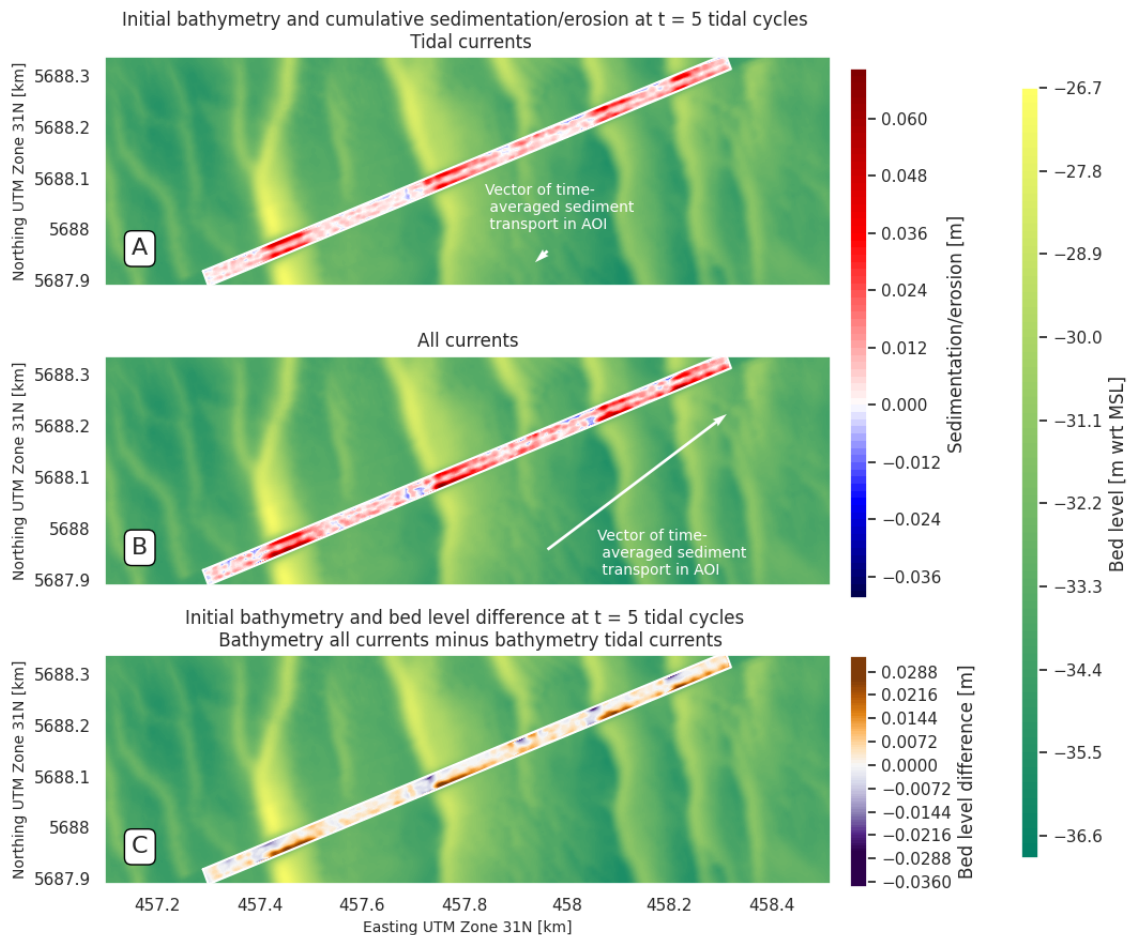 Initial bathymetry and cumulative sedimentation/erosion at t = 5 tidal cycles
Tidal currents
Northing UTM Zone 31N [km]
5688.3
5688.2
5688.1
5688
5687.9
A
Vector of time-
averaged sediment
transport in AOI
All currents
Northing UTM Zone 31N [km]
5688.3
5688.2
5688.1
5688
5687.9
B
Vector of time-
averaged sediment
transport in AOI
0.060
0.048
0.036
0.024
0.012
0.000
−0.012
−0.024
−0.036
Sedimentation/erosion [m]
Initial bathymetry and bed level difference at t = 5 tidal cycles
Bathymetry all currents minus bathymetry tidal currents
Northing UTM Zone 31N [km]
5688.3
5688.2
5688.1
5688
5687.9
C
457.2
457.4
457.6
457.8
458
458.2
458.4
Easting UTM Zone 31N [km]
0.0288
0.0216
0.0144
0.0072
0.0000
−0.0072
−0.0144
−0.0216
−0.0288
−0.0360
Bed level difference [m]
−26.7
−27.8
−28.9
−30.0
−31.1
−32.2
−33.3
−34.4
−35.5
−36.6
Bed level [m wrt MSL]